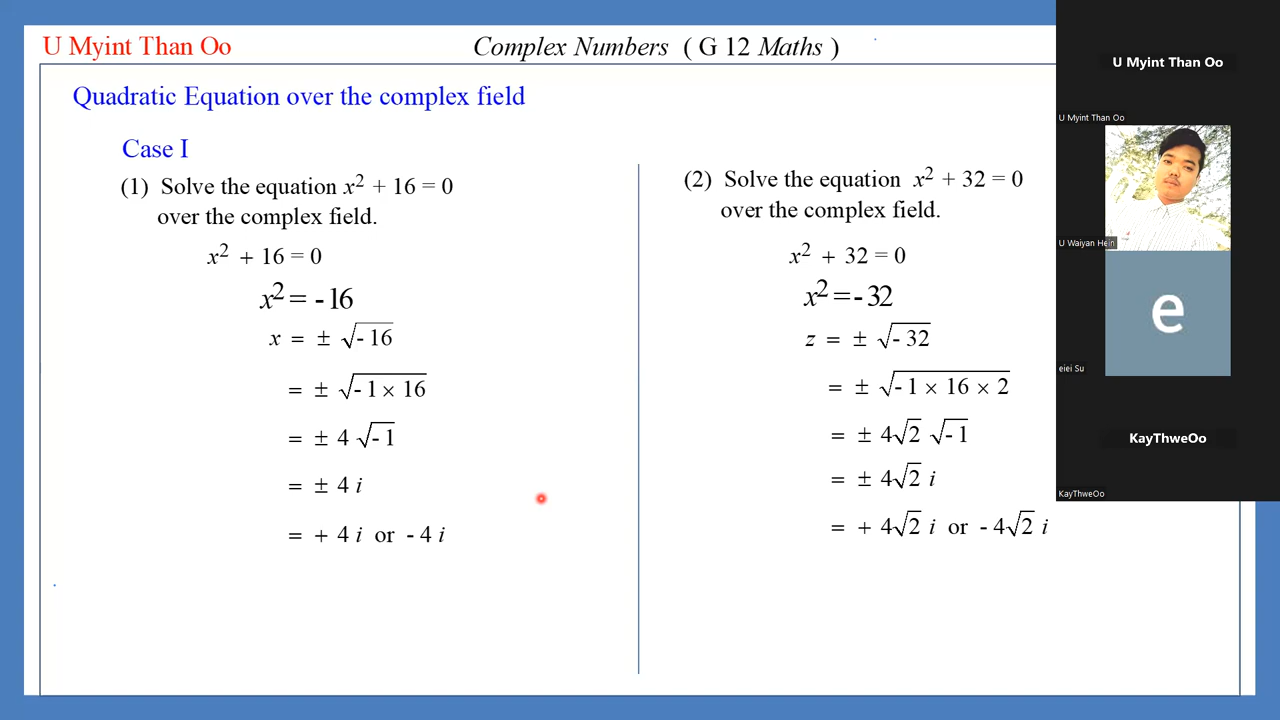 U Myint Than Oo
Complex Numbers ( G 12 Maths )
Quadratic Equation over the complex field
Case I
(1) Solve the equation x² + 16 = 0
over the complex field.
x² + 16 = 0
x² = - 16
x = ± √- 16
= ± √- 1 × 16
= ± 4 √- 1
= ± 4 i
= + 4 i or - 4 i
(2) Solve the equation x² + 32 = 0
over the complex field.
x² + 32 = 0
x² = - 32
z = ± √- 32
= ± √- 1 × 16 × 2
= ± 4√2 √- 1
= ± 4√2 i
= + 4√2 i or - 4√2 i
U Myint Than Oo
U Myint Than Oo
U Waiyan Hein
e
eiei Su
KayThweOo
KayThweOo